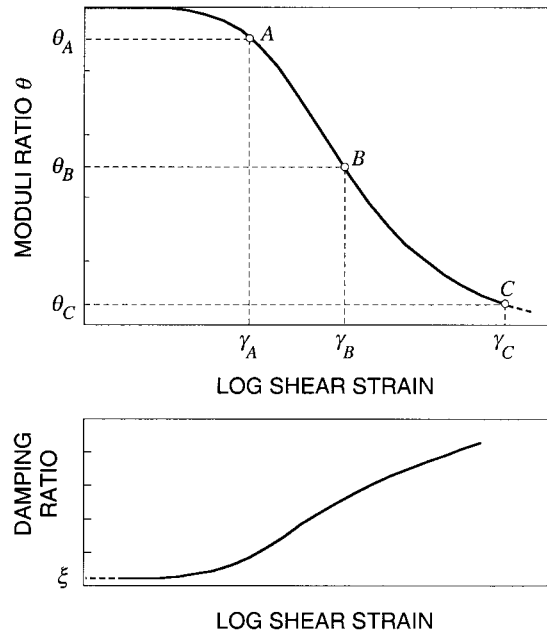 MODULI RATIO θ
θA
A
θB
B
θC
C
γA
γB
γC
LOG SHEAR STRAIN
DAMPING
RATIO
ξ
LOG SHEAR STRAIN